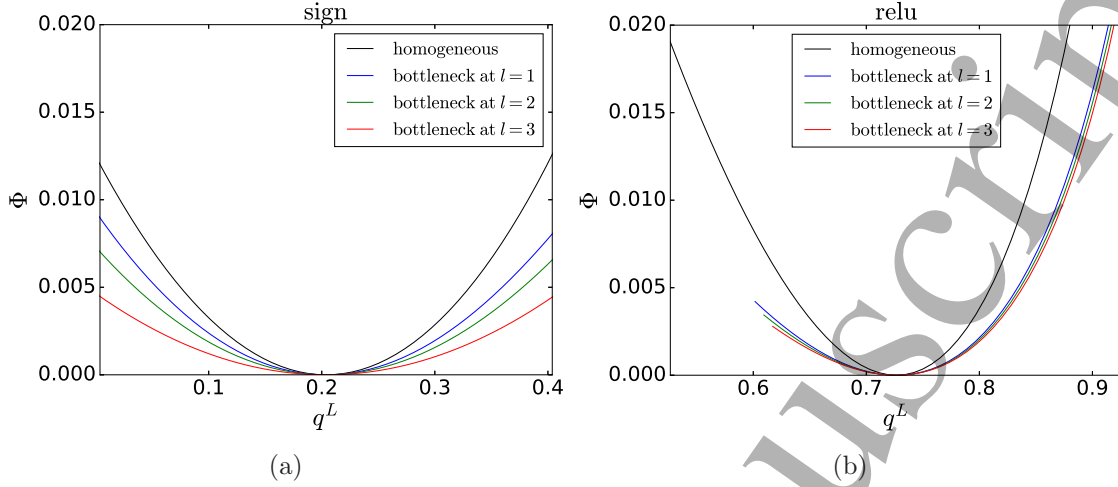 sign
0.020
0.015
0.010
0.005
0.000
Φ
homogeneous
bottleneck at l = 1
bottleneck at l = 2
bottleneck at l = 3
0.1
0.2
0.3
0.4
q^L
(a)
relu
0.020
0.015
0.010
0.005
0.000
Φ
homogeneous
bottleneck at l = 1
bottleneck at l = 2
bottleneck at l = 3
0.6
0.7
0.8
0.9
q^L
(b)
uscrip